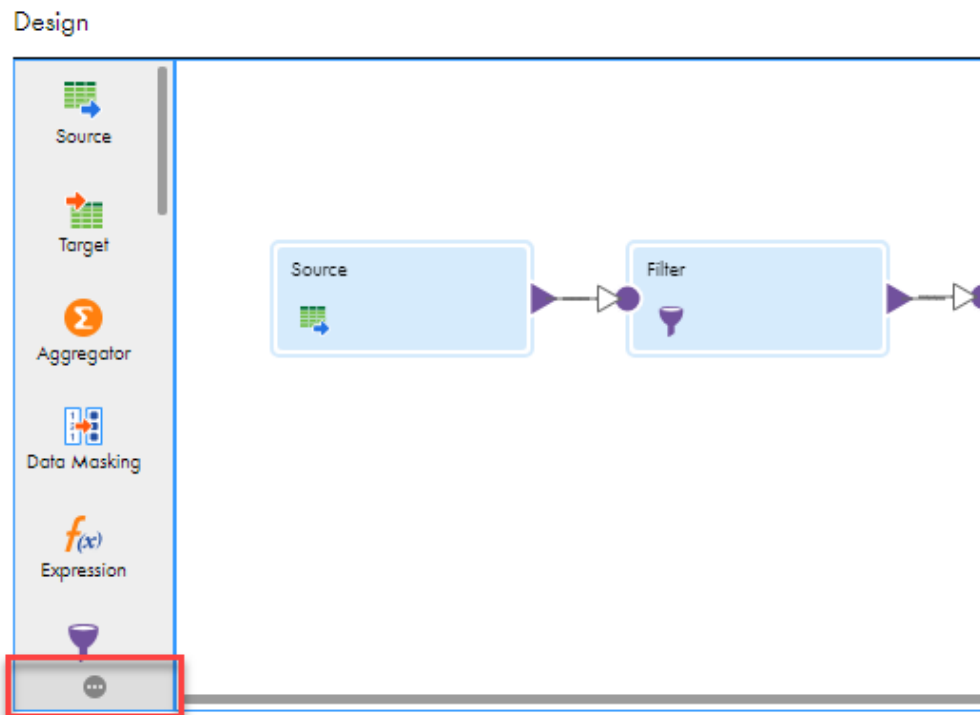 Design
Source
Target
Aggregator
Data Masking
f(x)
Expression
Source
Filter